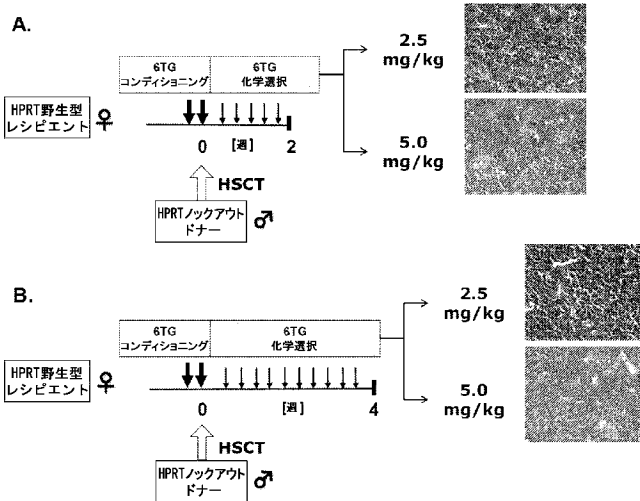 A.
6TG
コンディショニング
6TG
化学選択
HPRT野生型
レシピエント
♀
0
[週]
2
HSCT
HPRTノックアウト
ドナー
♂
2.5
mg/kg
5.0
mg/kg
B.
6TG
コンディショニング
6TG
化学選択
HPRT野生型
レシピエント
♀
0
[週]
4
HSCT
HPRTノックアウト
ドナー
♂
2.5
mg/kg
5.0
mg/kg